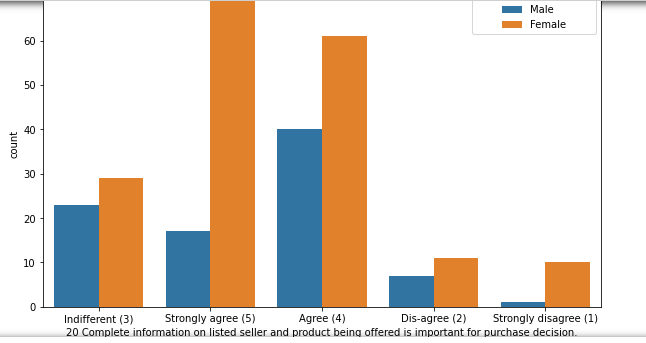 Male
Female
60
50
40
30
20
10
0
count
Indifferent (3) Strongly agree (5) Agree (4) Dis-agree (2) Strongly disagree (1)
20 Complete information on listed seller and product being offered is important for purchase decision.